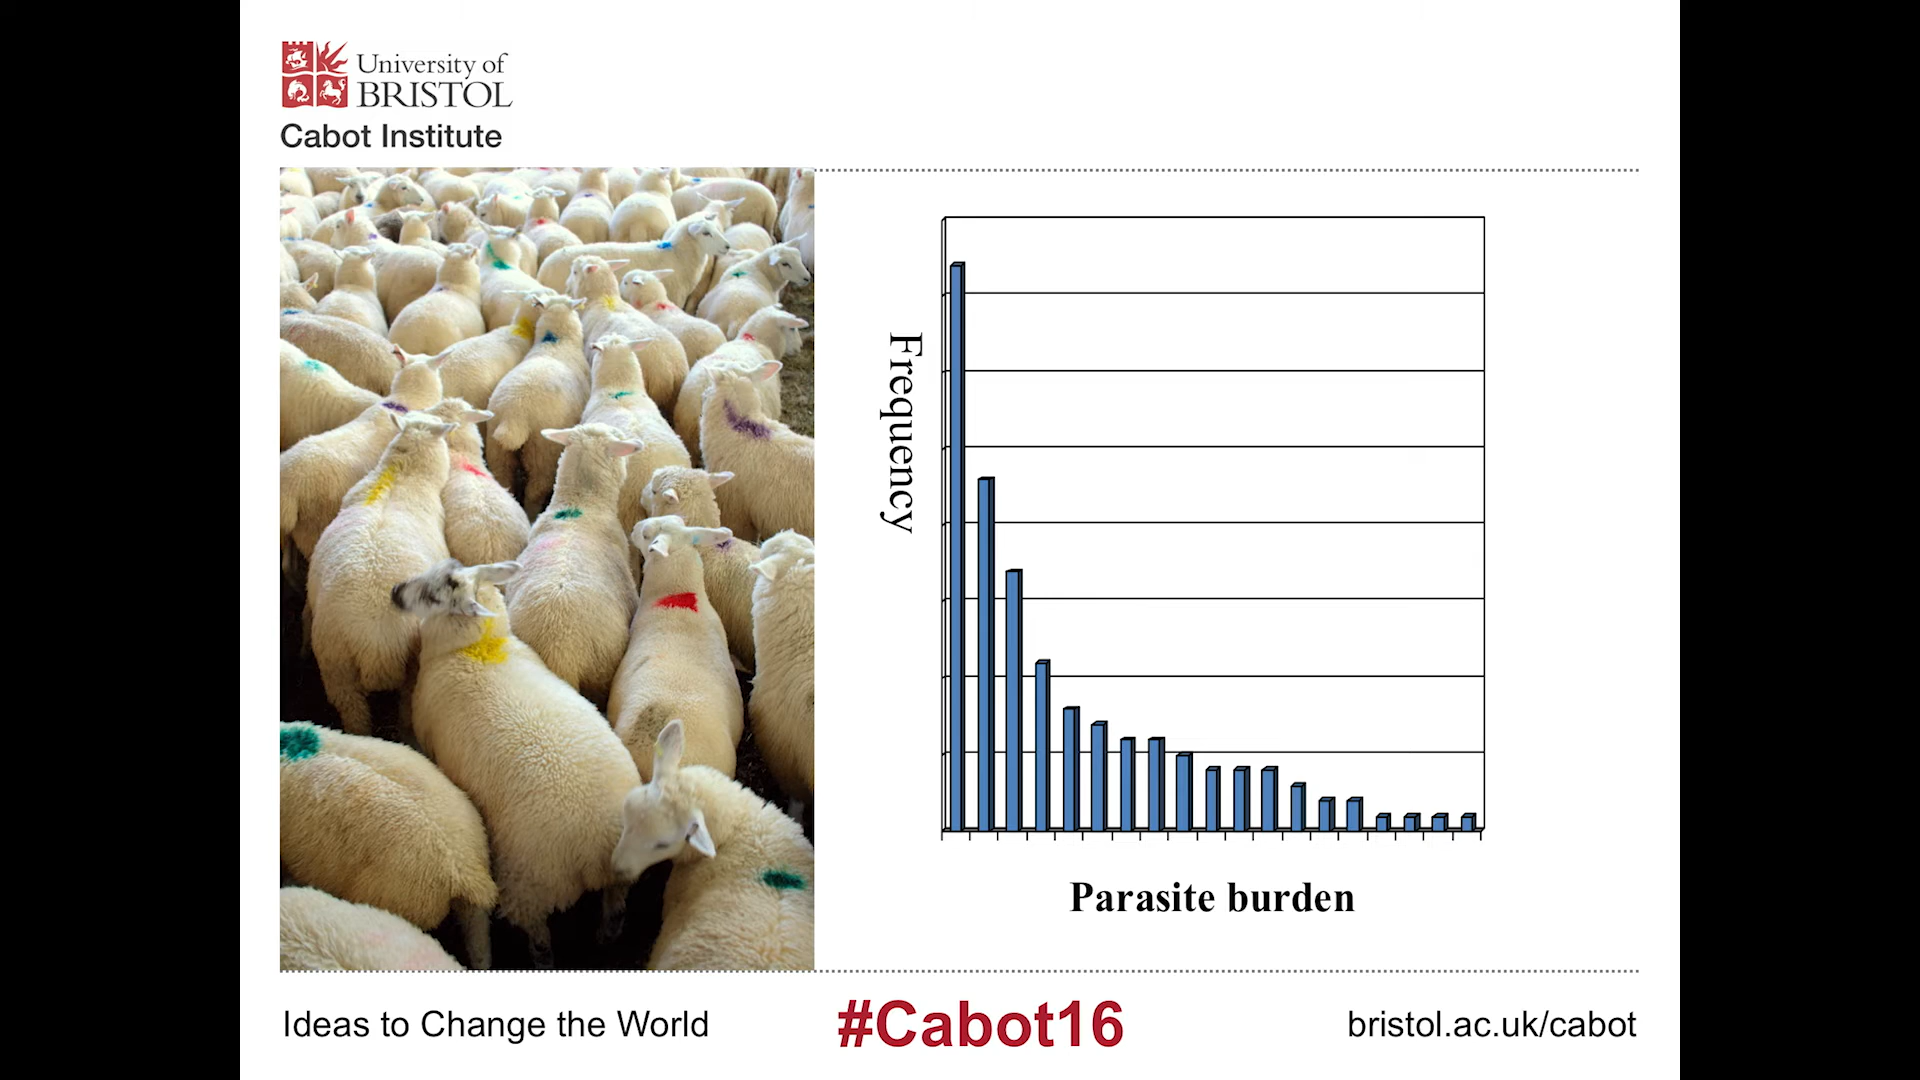 University of
BRISTOL
Cabot Institute
Frequency
Parasite burden
Ideas to Change the World
#Cabot16
bristol.ac.uk/cabot